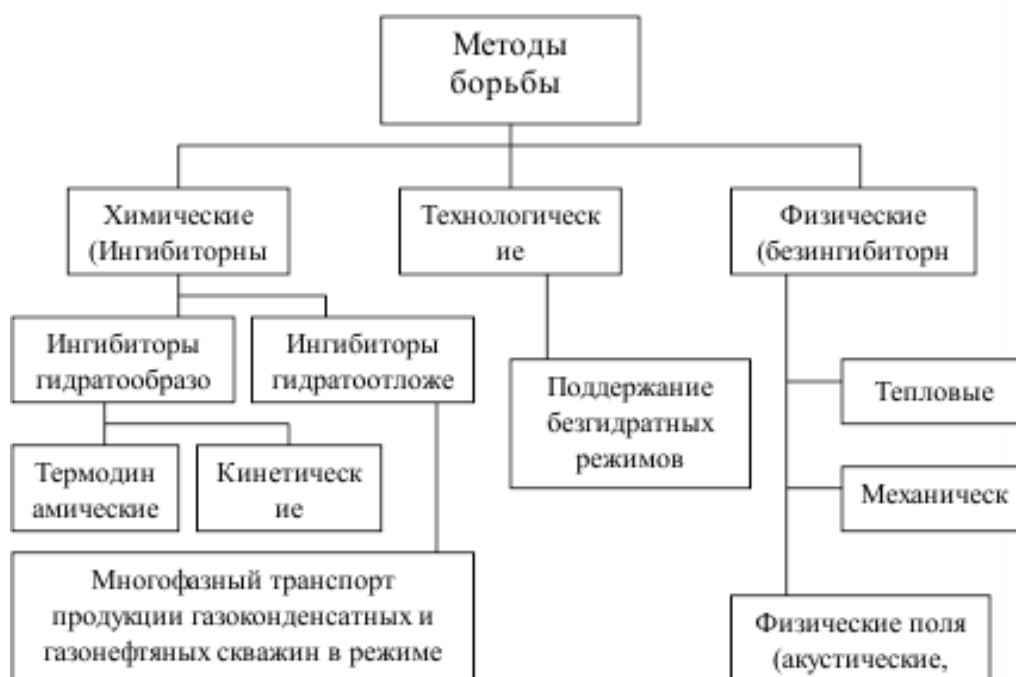 Методы
борьбы
Химические
(Ингибиторны
Технологическ
ие
Физические
(безингибиторн
Ингибиторы
гидратообразо
Ингибиторы
гидратоотложе
Поддержание
безгидратных
режимов
Тепловые
Термодин
амические
Кинетическ
ие
Механическ
Многофазный транспорт
продукции газоконденсатных и
газонефтяных скважин в режиме
Физические поля
(акустические,